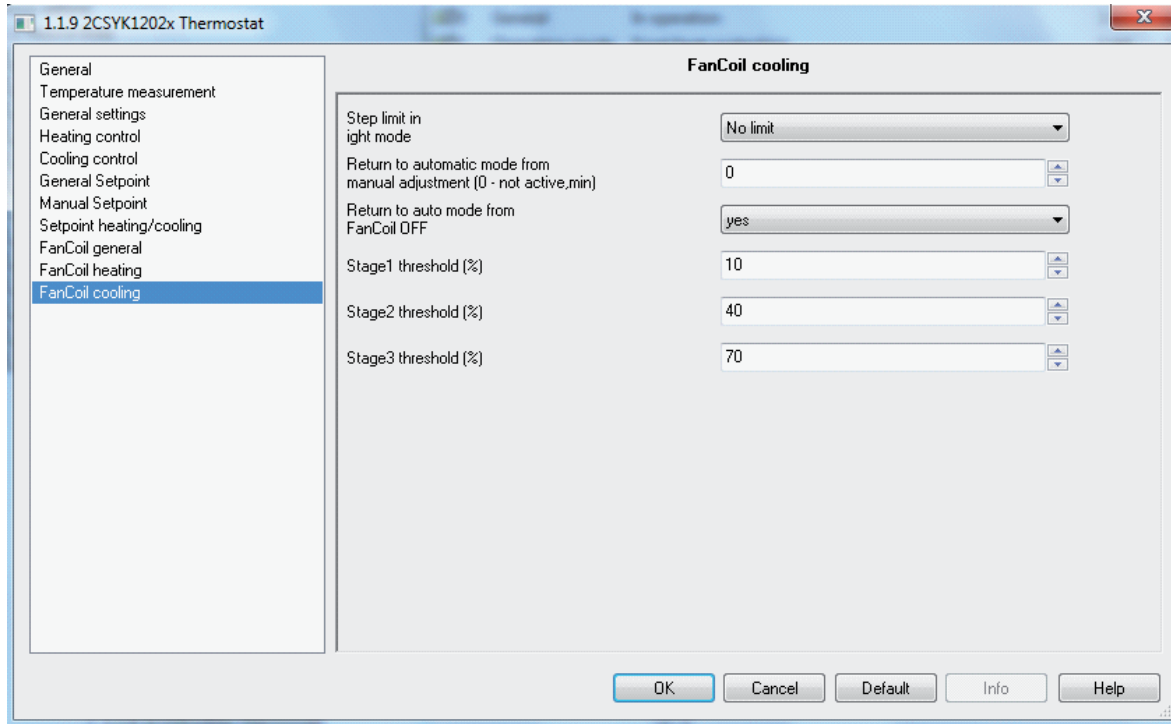 1.1.9 2CSYK1202x Thermostat
General
Temperature measurement
General settings
Heating control
Cooling control
General Setpoint
Manual Setpoint
Setpoint heating/cooling
FanCoil general
FanCoil heating
FanCoil cooling
FanCoil cooling
Step limit in
ight mode
No limit
Return to automatic mode from
manual adjustment (0 - not active,min)
0
Return to auto mode from
FanCoil OFF
yes
Stage1 threshold (%)
10
Stage2 threshold (%)
40
Stage3 threshold (%)
70
OK
Cancel
Default
Info
Help